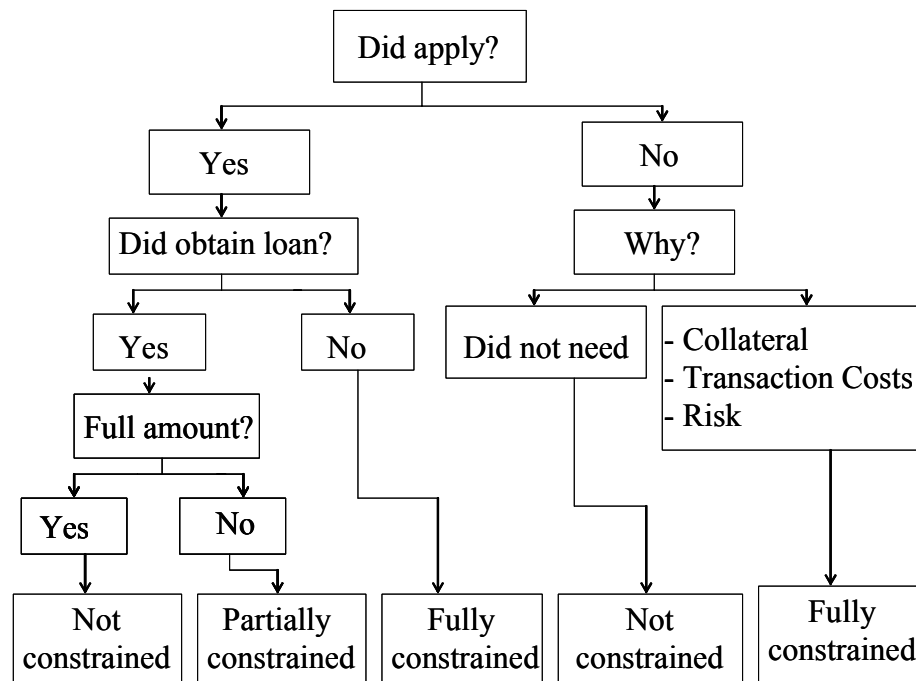 Did apply?
Yes
No
Did obtain loan?
Why?
Yes
No
Did not need
- Collateral
- Transaction Costs
- Risk
Full amount?
Yes
No
Not
constrained
Partially
constrained
Fully
constrained
Not
constrained
Fully
constrained